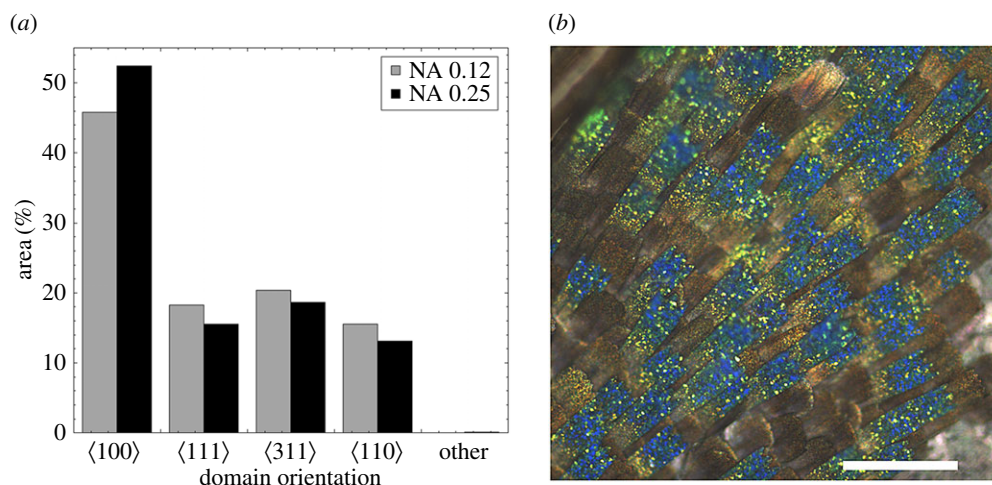 (a)
(b)
NA 0.12
NA 0.25
50
40
30
20
10
0
area (%)
⟨100⟩ ⟨111⟩ ⟨311⟩ ⟨110⟩ other
domain orientation